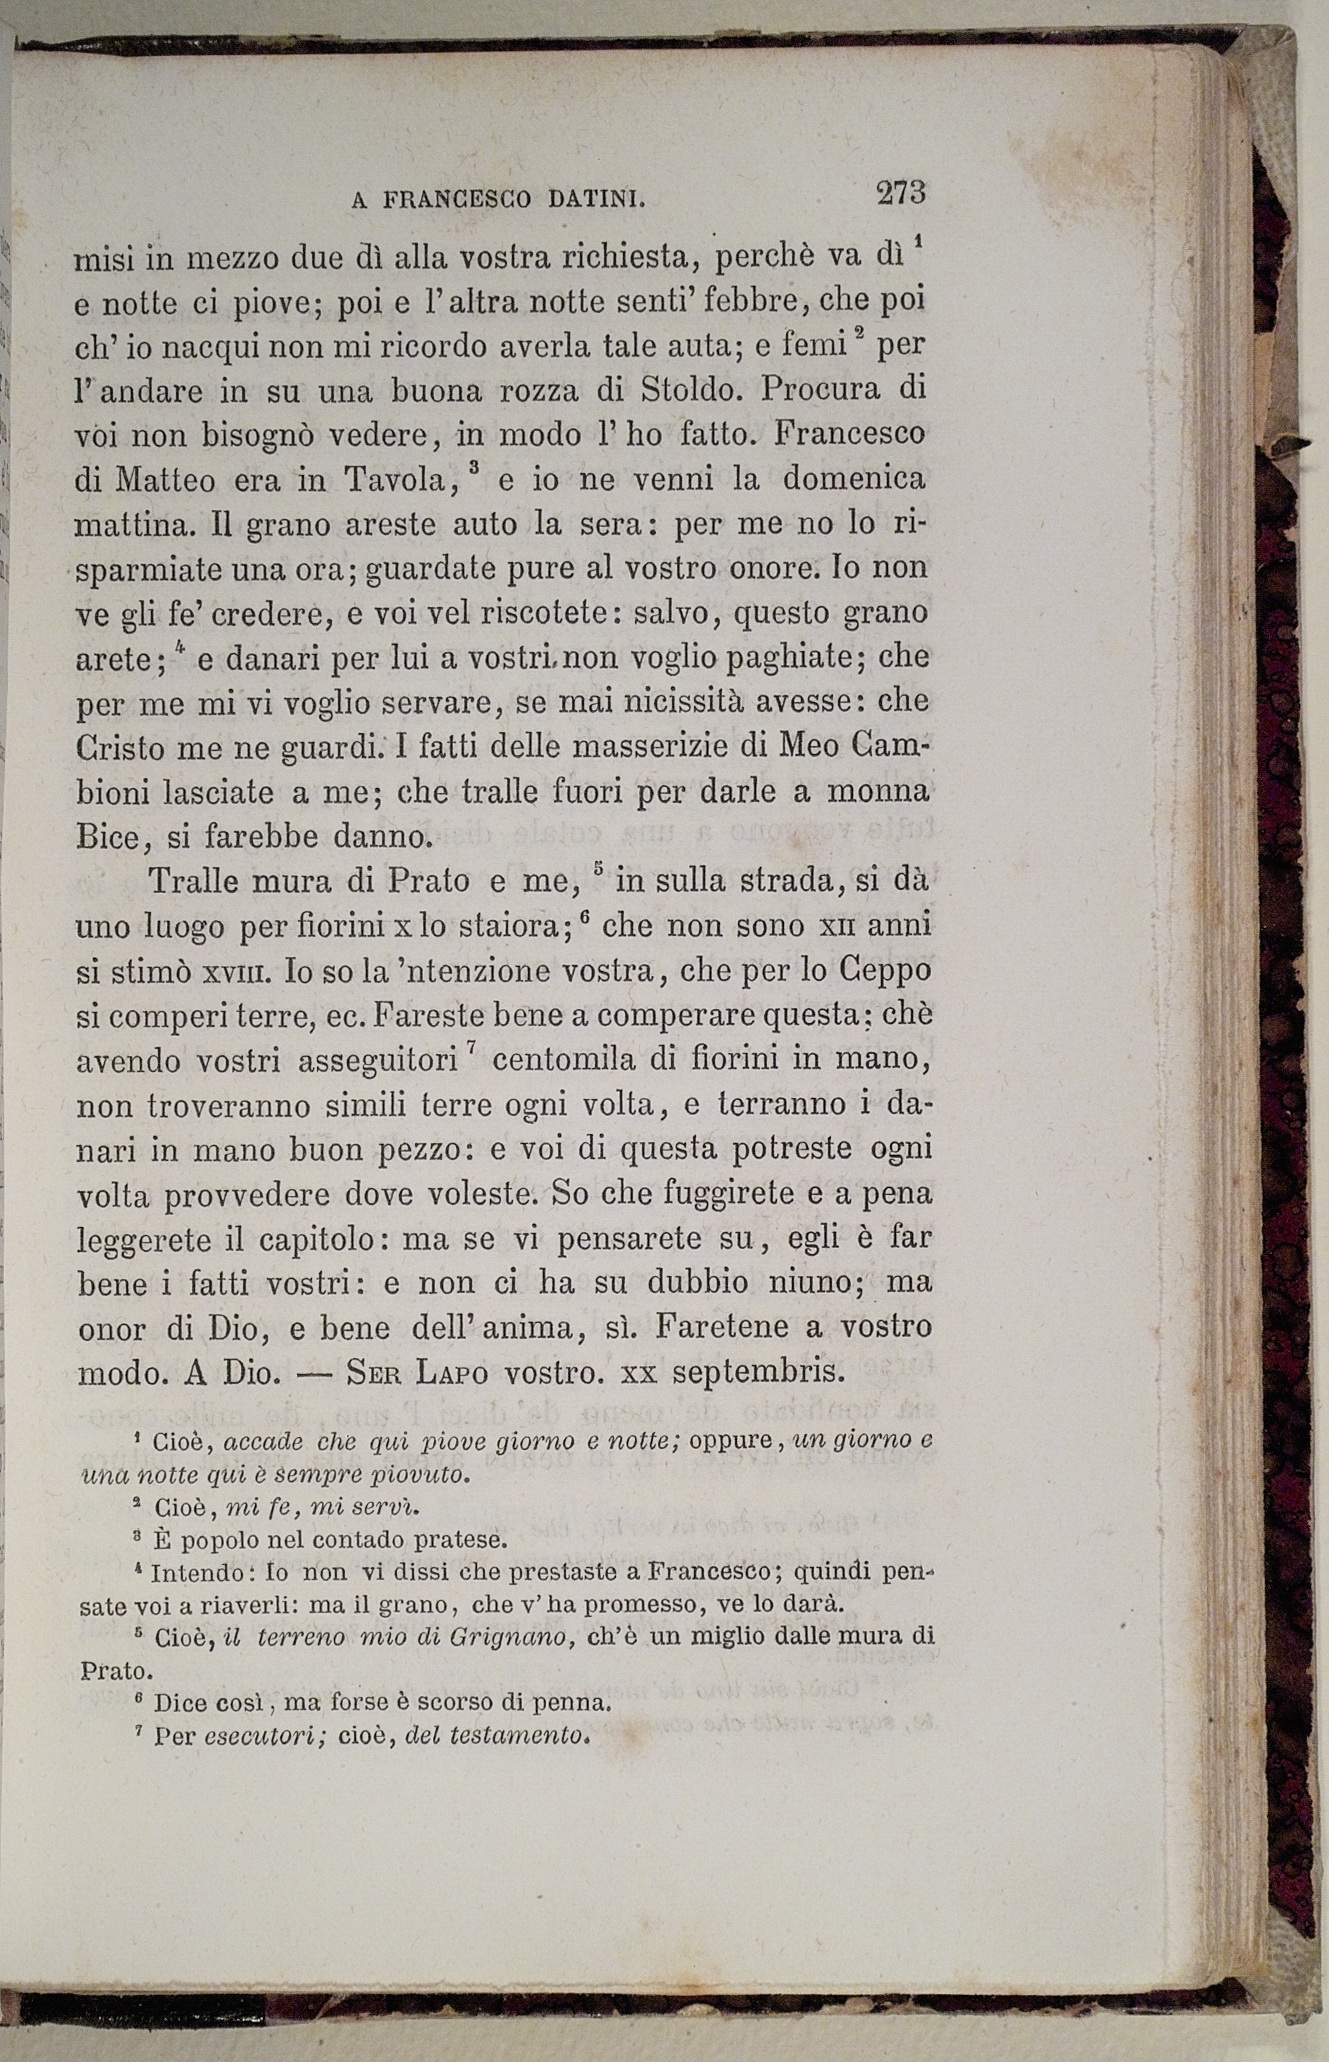 A FRANCESCO DATINI. 273
misi in mezzo due dì alla vostra richiesta, perchè va dì ¹
e notte ci piove; poi e l' altra notte senti' febbre, che poi
ch' io nacqui non mi ricordo averla tale auta; e femi ² per
l' andare in su una buona rozza di Stoldo. Procura di
voi non bisognò vedere, in modo l' ho fatto. Francesco
di Matteo era in Tavola, ³ e io ne venni la domenica
mattina. Il grano areste auto la sera: per me no lo ri-
sparmiate una ora; guardate pure al vostro onore. Io non
ve gli fe' credere, e voi vel riscotete: salvo, questo grano
arete; ⁴ e danari per lui a vostri non voglio paghiate; che
per me mi vi voglio servare, se mai nicissità avesse: che
Cristo me ne guardi. I fatti delle masserizie di Meo Cam-
bioni lasciate a me; che tralle fuori per darle a monna
Bice, si farebbe danno.
Tralle mura di Prato e me, ⁵ in sulla strada, si dà
uno luogo per fiorini x lo staiora; ⁶ che non sono XII anni
si stimò XVIII. Io so la 'ntenzione vostra, che per lo Ceppo
si comperi terre, ec. Fareste bene a comperare questa; chè
avendo vostri asseguitori ⁷ centomila di fiorini in mano,
non troveranno simili terre ogni volta, e terranno i da-
nari in mano buon pezzo: e voi di questa potreste ogni
volta provvedere dove voleste. So che fuggirete e a pena
leggerete il capitolo: ma se vi pensarete su, egli è far
bene i fatti vostri: e non ci ha su dubbio niuno; ma
onor di Dio, e bene dell' anima, sì. Faretene a vostro
modo. A Dio. — SER LAPO vostro. XX septembris.
¹ Cioè, accade che qui piove giorno e notte; oppure, un giorno e
una notte qui è sempre piovuto.
² Cioè, mi fe, mi servì.
³ È popolo nel contado pratese.
⁴ Intendo: Io non vi dissi che prestaste a Francesco; quindi pen-
sate voi a riaverli: ma il grano, che v' ha promesso, ve lo darà.
⁵ Cioè, il terreno mio di Grignano, ch'è un miglio dalle mura di
Prato.
⁶ Dice così, ma forse è scorso di penna.
⁷ Per esecutori; cioè, del testamento.